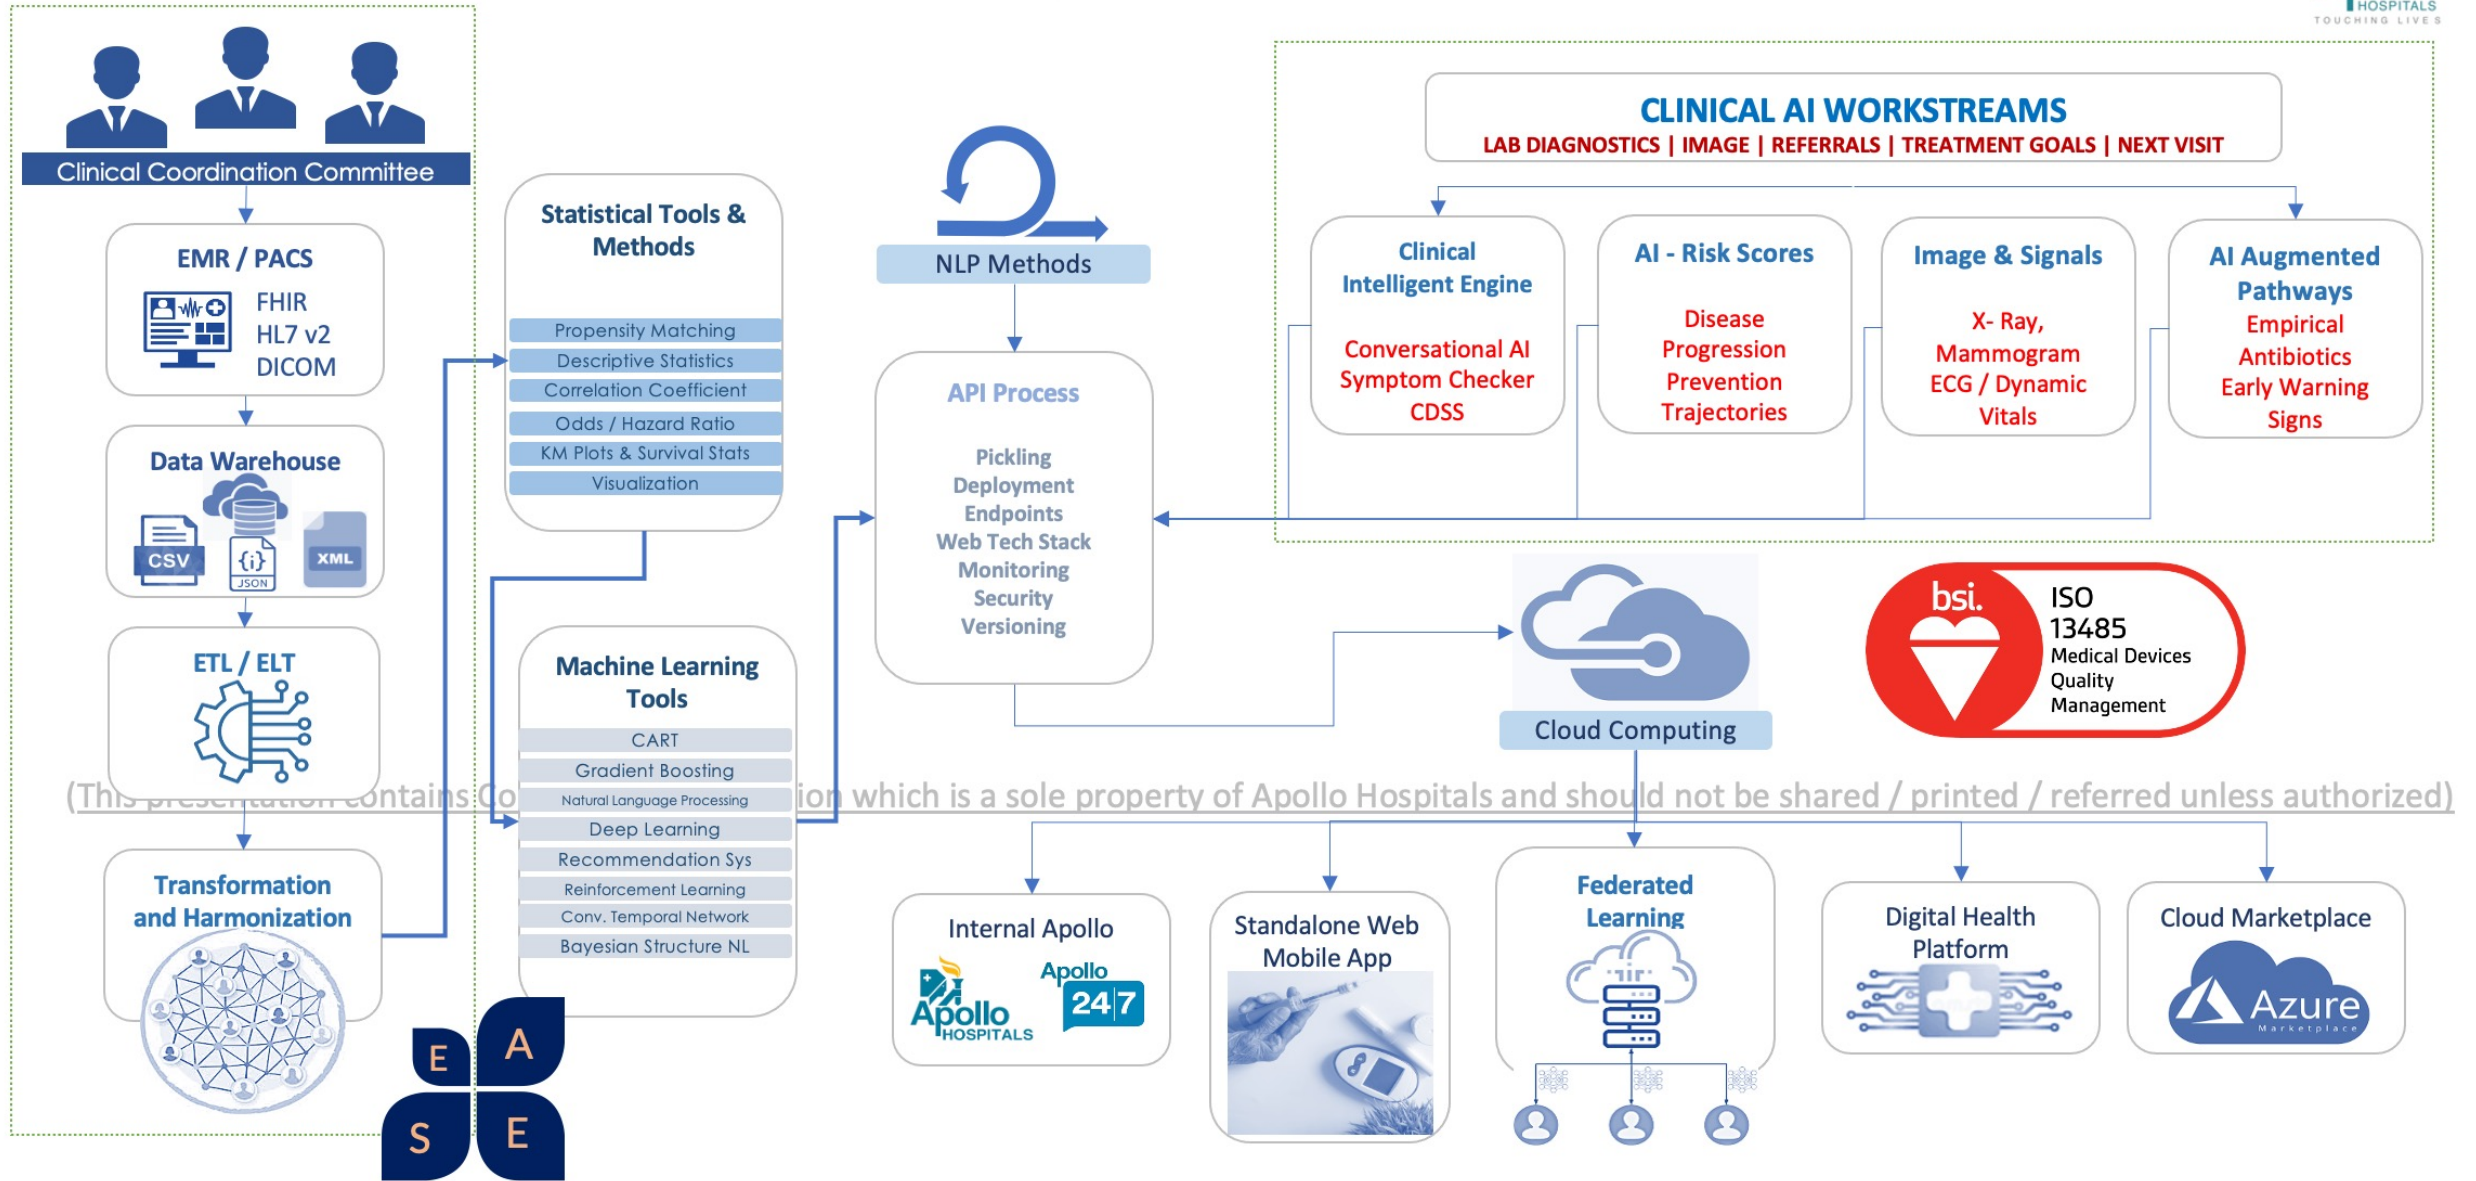 HOSPITALS
TOUCHING LIVES
Clinical Coordination Committee
EMR / PACS
FHIR
HL7 v2
DICOM
Data Warehouse
CSV
{i}
JSON
XML
ETL / ELT
Transformation
and Harmonization
E
A
S
E
Statistical Tools &
Methods
Propensity Matching
Descriptive Statistics
Correlation Coefficient
Odds / Hazard Ratio
KM Plots & Survival Stats
Visualization
Machine Learning
Tools
CART
Gradient Boosting
Natural Language Processing
Deep Learning
Recommendation Sys
Reinforcement Learning
Conv. Temporal Network
Bayesian Structure NL
NLP Methods
API Process
Pickling
Deployment
Endpoints
Web Tech Stack
Monitoring
Security
Versioning
CLINICAL AI WORKSTREAMS
LAB DIAGNOSTICS | IMAGE | REFERRALS | TREATMENT GOALS | NEXT VISIT
Clinical
Intelligent Engine
Conversational AI
Symptom Checker
CDSS
AI - Risk Scores
Disease
Progression
Prevention
Trajectories
Image & Signals
X- Ray,
Mammogram
ECG / Dynamic
Vitals
AI Augmented
Pathways
Empirical
Antibiotics
Early Warning
Signs
Cloud Computing
bsi.
ISO
13485
Medical Devices
Quality
Management
(This presentation contains which is a sole property of Apollo Hospitals and should not be shared / printed / referred unless authorized)
Internal Apollo
Apollo
HOSPITALS
Apollo
24|7
Standalone Web
Mobile App
Federated
Learning
Digital Health
Platform
Cloud Marketplace
Azure
Marketplace